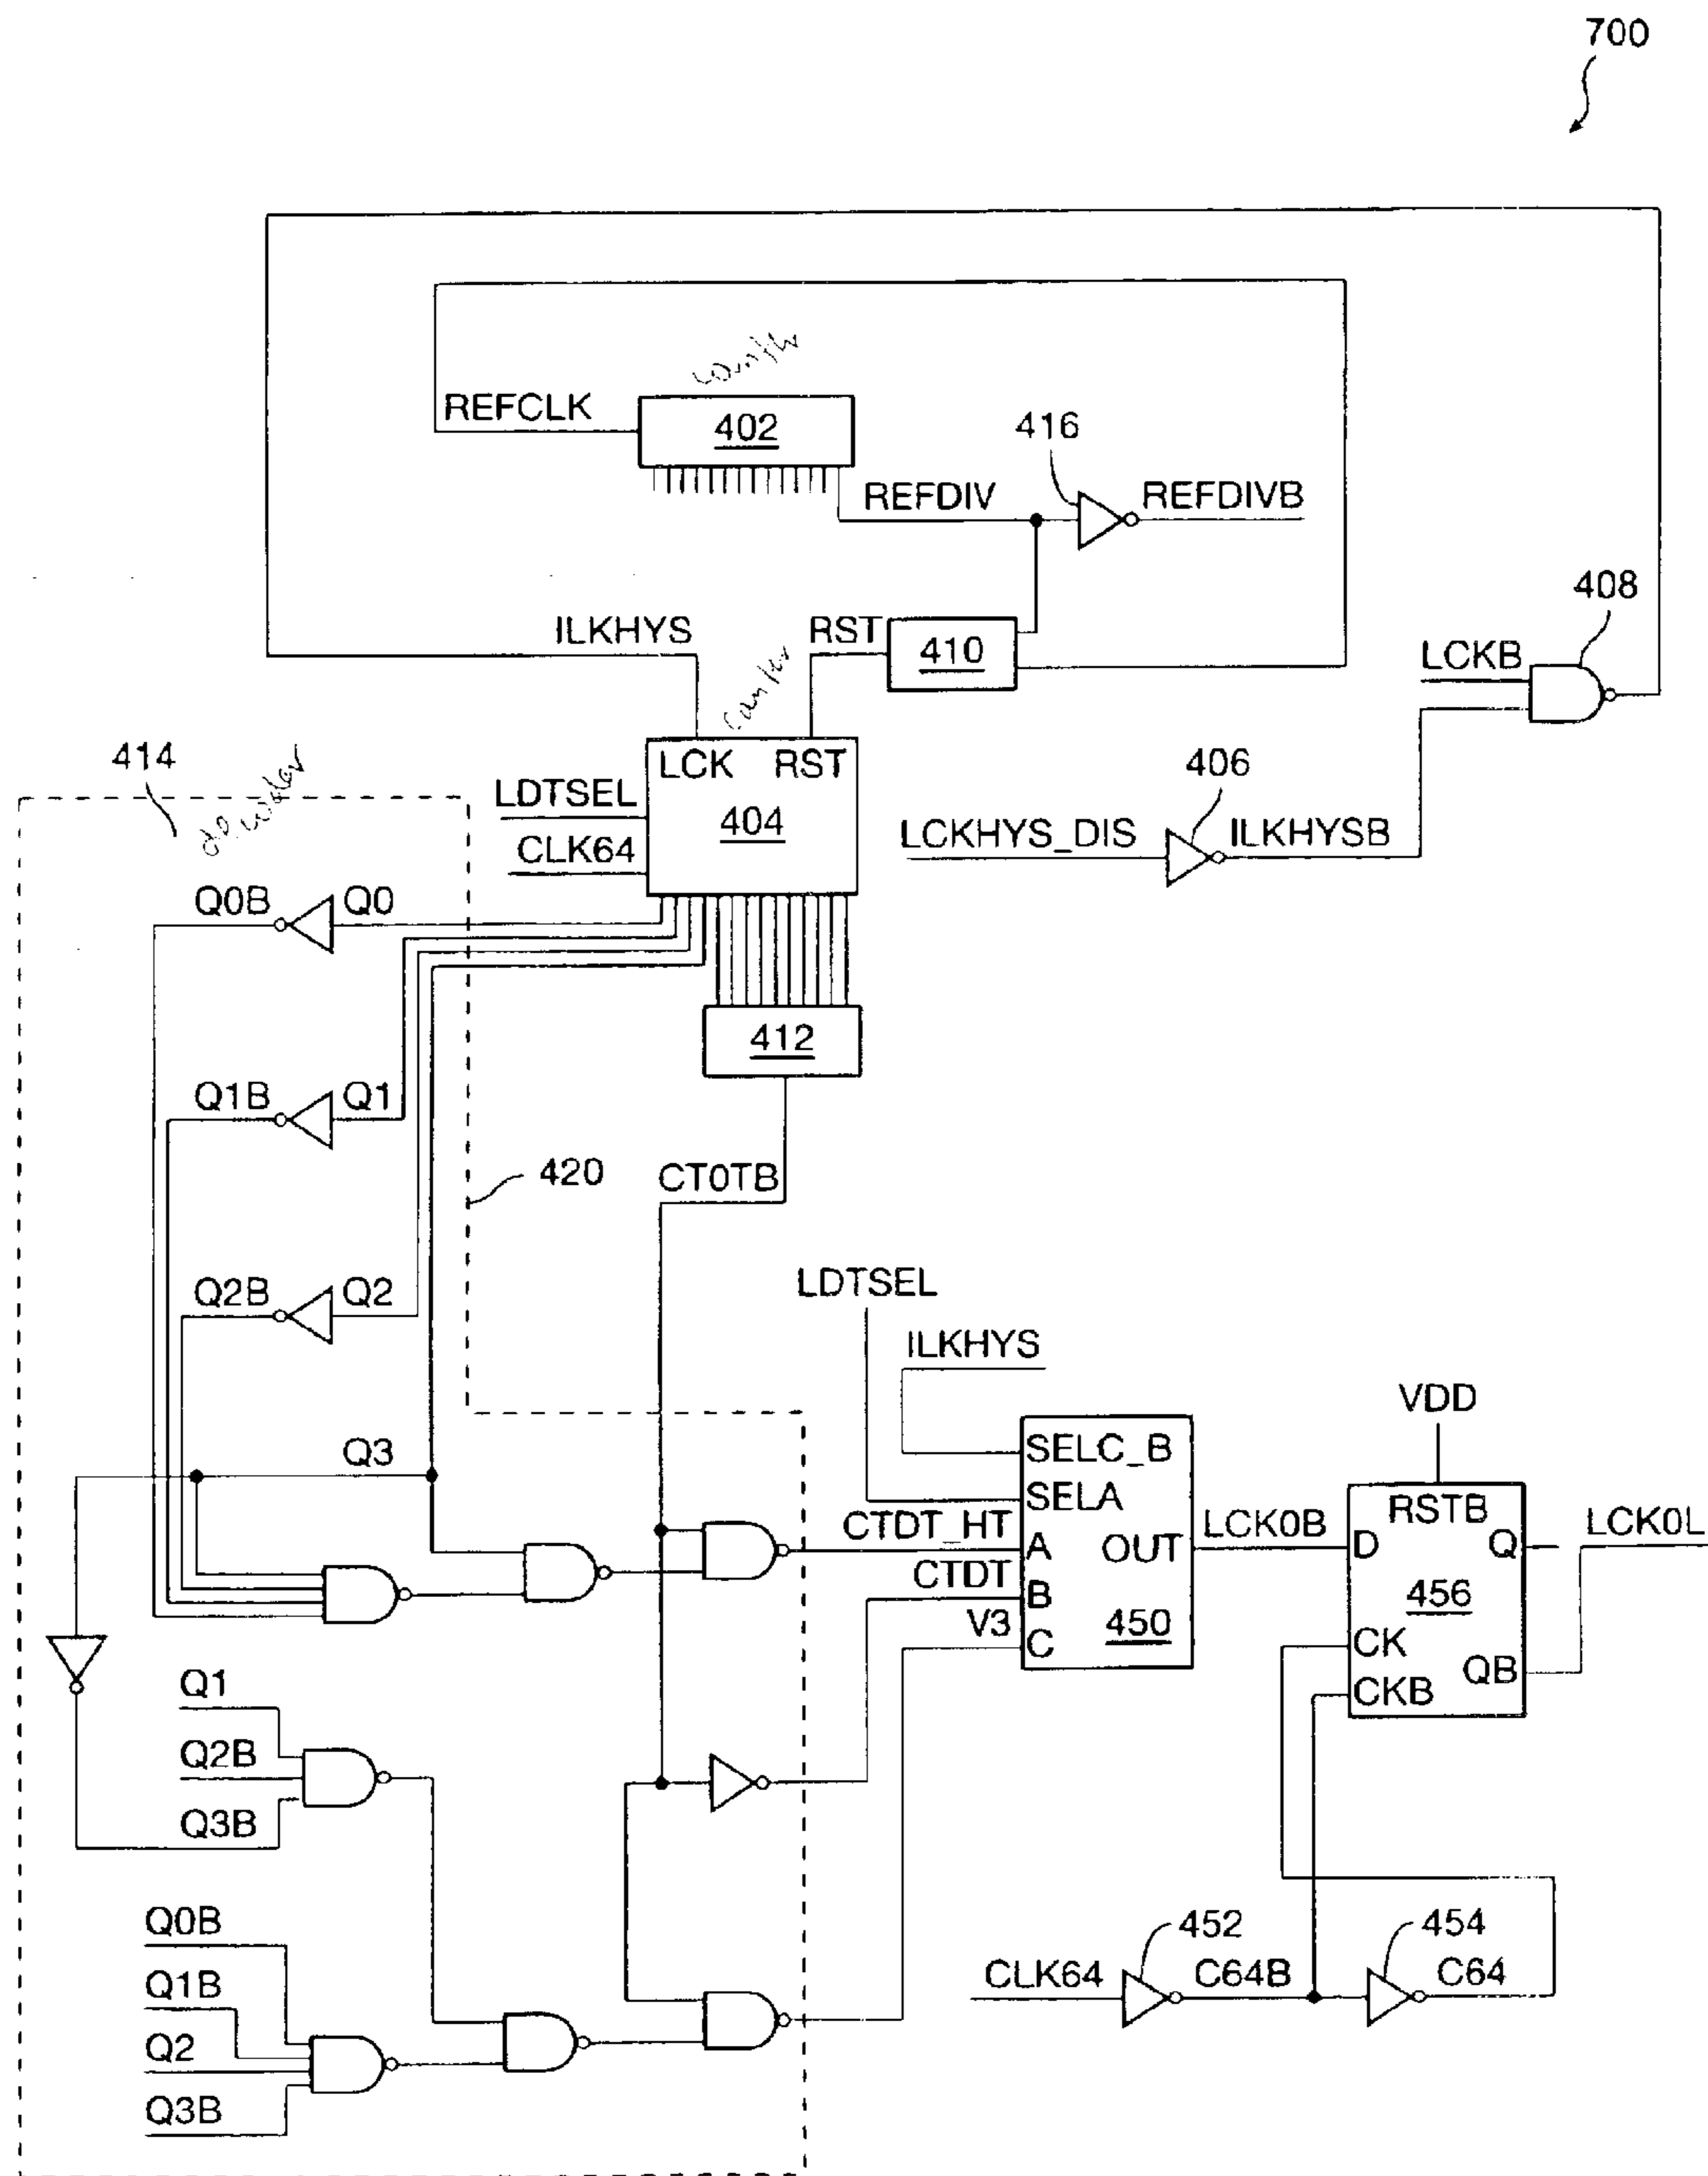 700
REFCLK
402
416
REFDIV
REFDIVB
408
ILKHYS
RST
410
LCKB
counter
414
decoder
LCK RST
404
LDTSEL
CLK64
406
LCKHYS_DIS
ILKHYSB
Q0B
Q0
412
Q1B
Q1
420
CT0TB
Q2B
Q2
LDTSEL
ILKHYS
VDD
Q3
SELC_B
SELA
CTDT_HT
A
OUT
CTDT
B
V3
C
450
LCK0B
RSTB
D
Q
456
CK
CKB
QB
LCK0L
Q1
Q2B
Q3B
Q0B
Q1B
Q2
Q3B
452
454
CLK64
C64B
C64